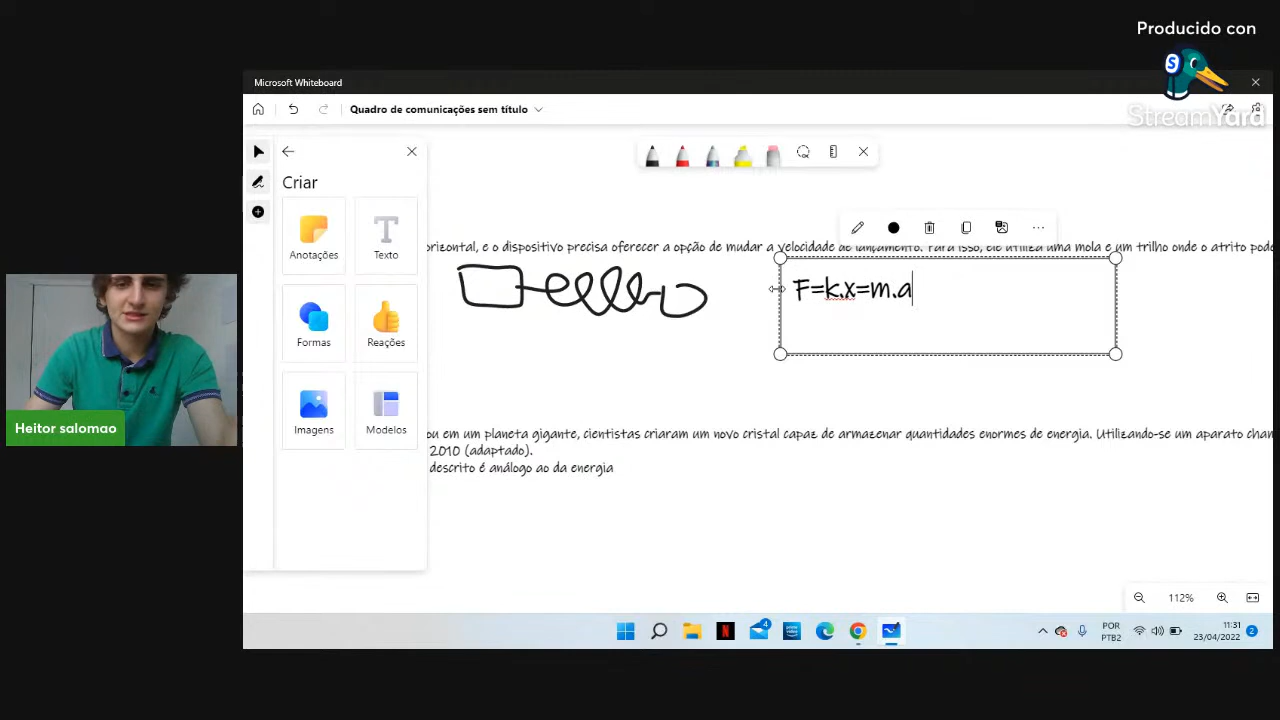 Producido con
S
StreamYard
Microsoft Whiteboard
Quadro de comunicações sem título
Criar
Anotações
Texto
Formas
Reações
Imagens
Modelos
orizontal, e o dispositivo precisa oferecer a opção de mudar a velocidade de lançamento. Para isso, ele utiliza uma mola e um trilho onde o atrito pode
F=k.x=m.a
ou em um planeta gigante, cientistas criaram um novo cristal capaz de armazenar quantidades enormes de energia. Utilizando-se um aparato cham
2010 (adaptado).
descrito é análogo ao da energia
Heitor salomao
112%
4
POR
PTB2
11:31
23/04/2022
2